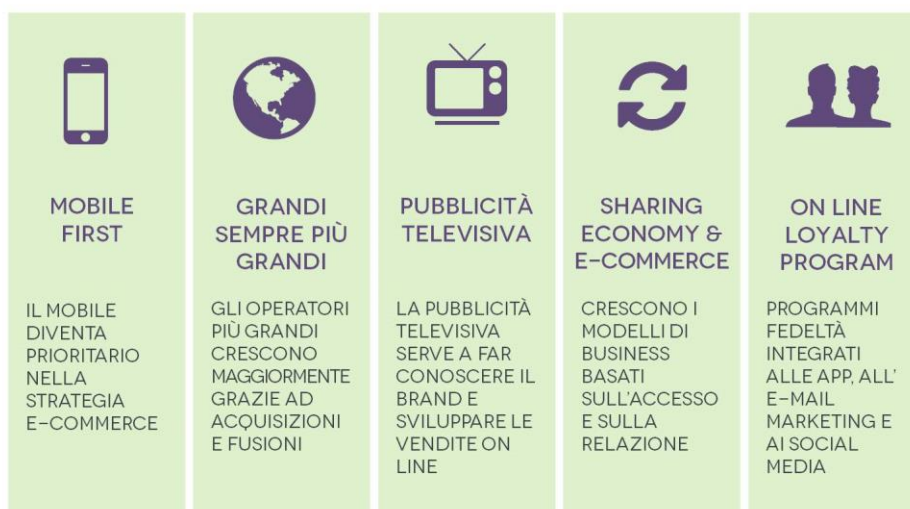 MOBILE
FIRST
IL MOBILE
DIVENTA
PRIORITARIO
NELLA
STRATEGIA
E-COMMERCE
GRANDI
SEMPRE PIÙ
GRANDI
GLI OPERATORI
PIÙ GRANDI
CRESCONO
MAGGIORMENTE
GRAZIE AD
ACQUISIZIONI
E FUSIONI
PUBBLICITÀ
TELEVISIVA
LA PUBBLICITÀ
TELEVISIVA
SERVE A FAR
CONOSCERE IL
BRAND E
SVILUPPARE LE
VENDITE ON
LINE
SHARING
ECONOMY &
E-COMMERCE
CRESCONO I
MODELLI DI
BUSINESS
BASATI
SULL'ACCESSO
E SULLA
RELAZIONE
ON LINE
LOYALTY
PROGRAM
PROGRAMMI
FEDELTÀ
INTEGRATI
ALLE APP, ALL'
E-MAIL
MARKETING E
AI SOCIAL
MEDIA